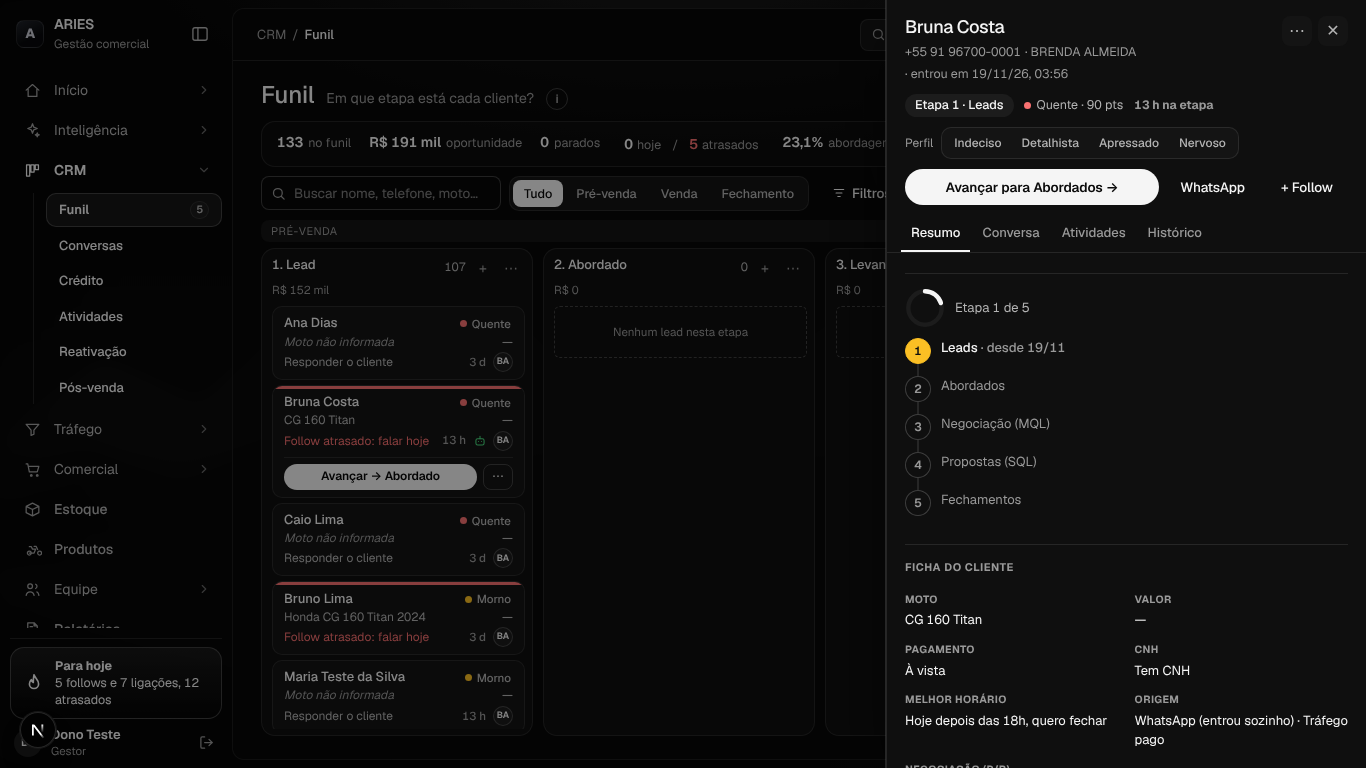 A
ARIES
Gestão comercial
Início
Inteligência
CRM
Funil 5
Conversas
Crédito
Atividades
Reativação
Pós-venda
Tráfego
Comercial
Estoque
Produtos
Equipe
Para hoje
5 follows e 7 ligações, 12
atrasados
N
Dono Teste
Gestor
CRM / Funil
Funil Em que etapa está cada cliente? i
133 no funil R$ 191 mil oportunidade 0 parados 0 hoje / 5 atrasados 23,1%
Buscar nome, telefone, moto...
Tudo Pré-venda Venda Fechamento
PRÉ-VENDA
1. Lead 107 + ...
R$ 152 mil
Ana Dias Quente
Moto não informada —
Responder o cliente 3 d BA
Bruna Costa Quente
CG 160 Titan —
Follow atrasado: falar hoje 13 h BA
Avançar → Abordado ...
Caio Lima Quente
Moto não informada —
Responder o cliente 3 d BA
Bruno Lima Morno
Honda CG 160 Titan 2024 —
Follow atrasado: falar hoje 3 d BA
Maria Teste da Silva Morno
Moto não informada —
Responder o cliente 13 h BA
2. Abordado 0 + ...
R$ 0
Nenhum lead nesta etapa
3. Levan
R$ 0
Bruna Costa ... ×
+55 91 96700-0001 · BRENDA ALMEIDA
· entrou em 19/11/26, 03:56
Etapa 1 · Leads Quente · 90 pts 13 h na etapa
Perfil Indeciso Detalhista Apressado Nervoso
Avançar para Abordados → WhatsApp + Follow
Resumo Conversa Atividades Histórico
Etapa 1 de 5
1 Leads · desde 19/11
2 Abordados
3 Negociação (MQL)
4 Propostas (SQL)
5 Fechamentos
FICHA DO CLIENTE
MOTO VALOR
CG 160 Titan —
PAGAMENTO CNH
À vista Tem CNH
MELHOR HORÁRIO ORIGEM
Hoje depois das 18h, quero fechar WhatsApp (entrou sozinho) · Tráfego
pago